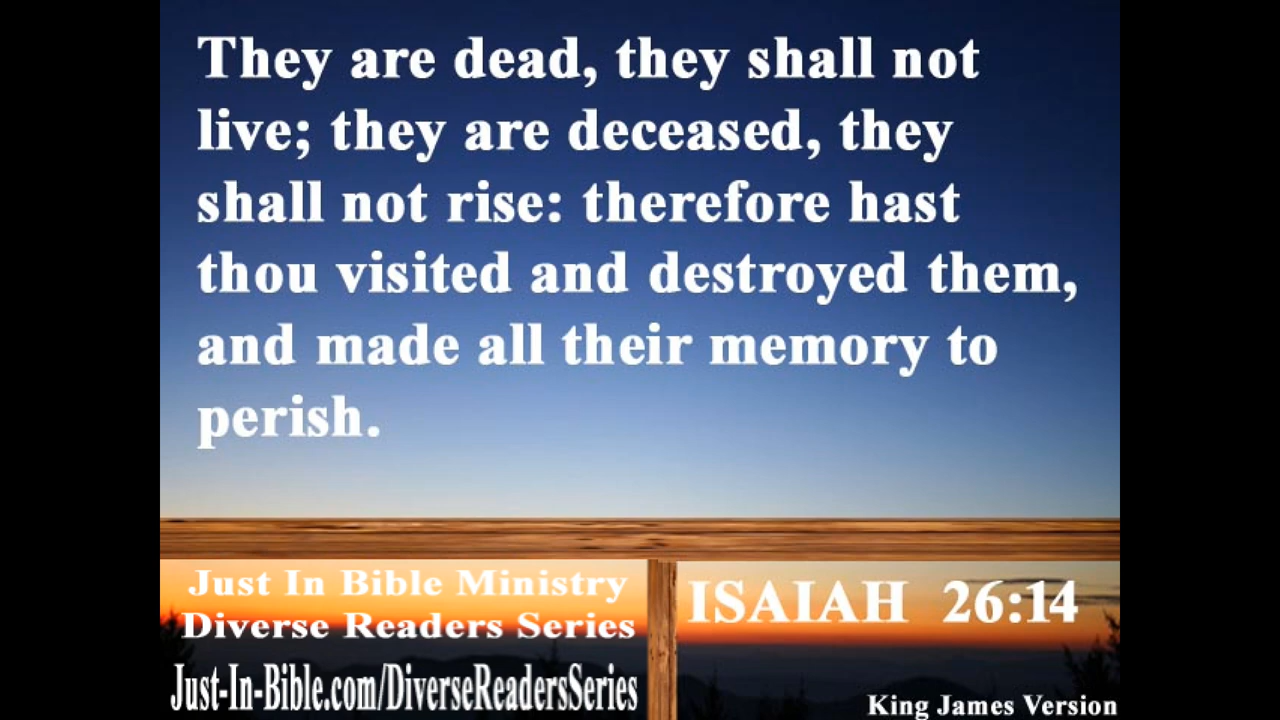 They are dead, they shall not
live; they are deceased, they
shall not rise: therefore hast
thou visited and destroyed them,
and made all their memory to
perish.
Just In Bible Ministry
Diverse Readers Series
Just-In-Bible.com/DiverseReadersSeries
ISAIAH 26:14
King James Version